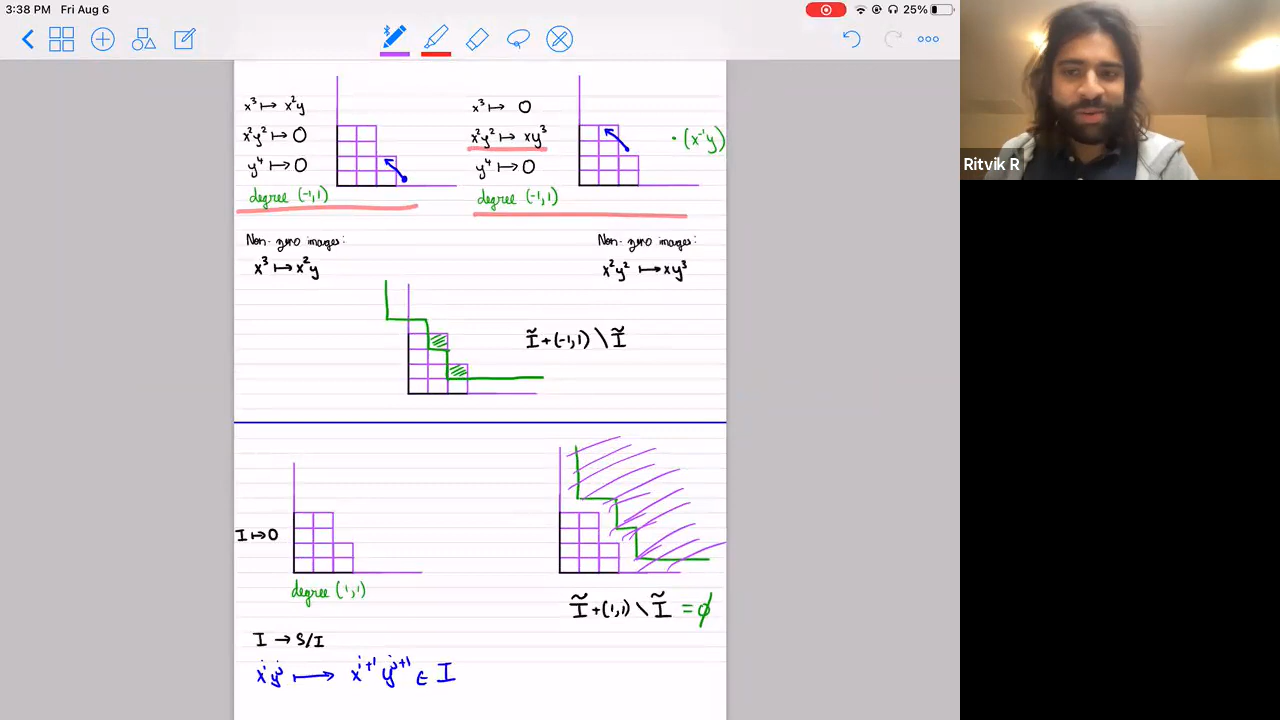 3:38 PM Fri Aug 6
25%
x³ ↦ x²y
x²y² ↦ 0
y⁴ ↦ 0
degree (-1,1)
x³ ↦ 0
x²y² ↦ xy³
y⁴ ↦ 0
degree (-1,1)
· (x⁻¹y)
Ritvik R
Non-zero images:
x³ ↦ x²y
Non-zero images:
x²y² ↦ xy³
Ĩ + (-1,1) \ Ĩ
I ↦ 0
degree (1,1)
Ĩ + (1,1) \ Ĩ = ∅
I → S/I
xⁱyʲ ⟼ xⁱ⁺¹ yʲ⁺¹ ∈ I